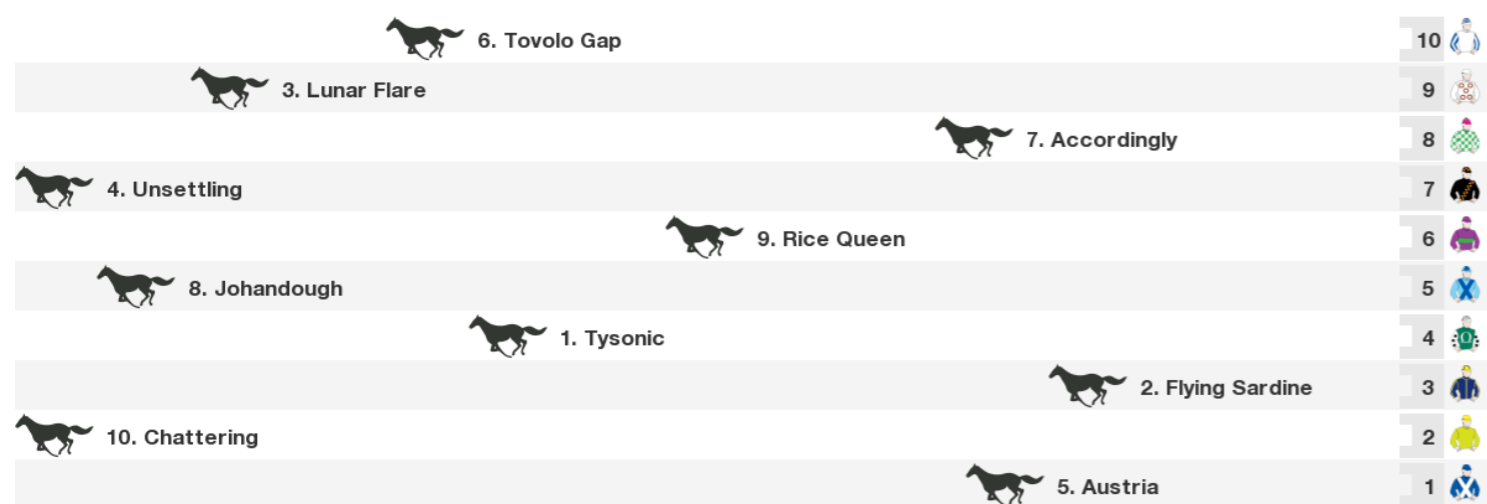 6. Tovolo Gap 10
3. Lunar Flare 9
7. Accordingly 8
4. Unsettling 7
9. Rice Queen 6
8. Johandough 5
1. Tysonic 4
2. Flying Sardine 3
10. Chattering 2
5. Austria 1